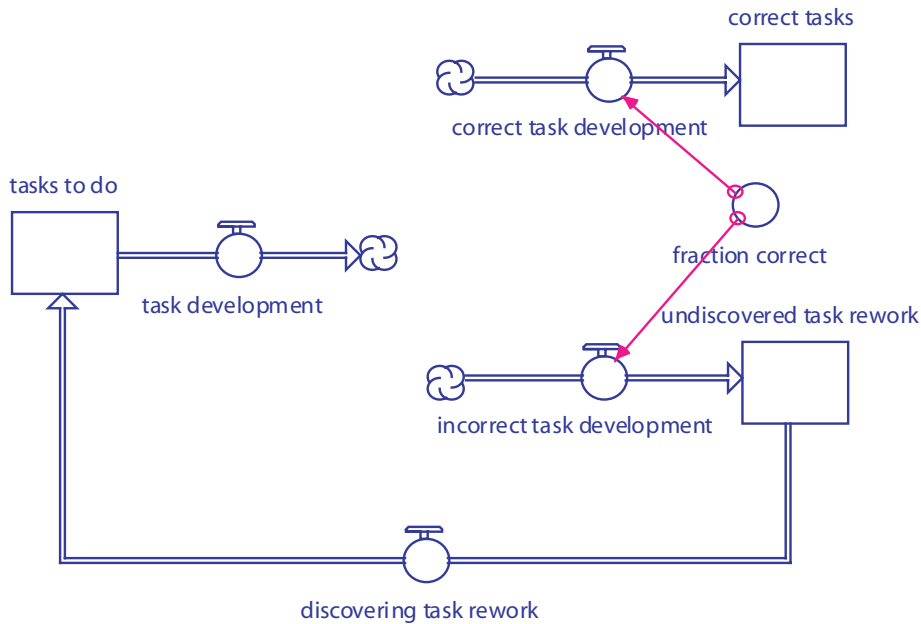 correct tasks
correct task development
tasks to do
fraction correct
task development
undiscovered task rework
incorrect task development
discovering task rework